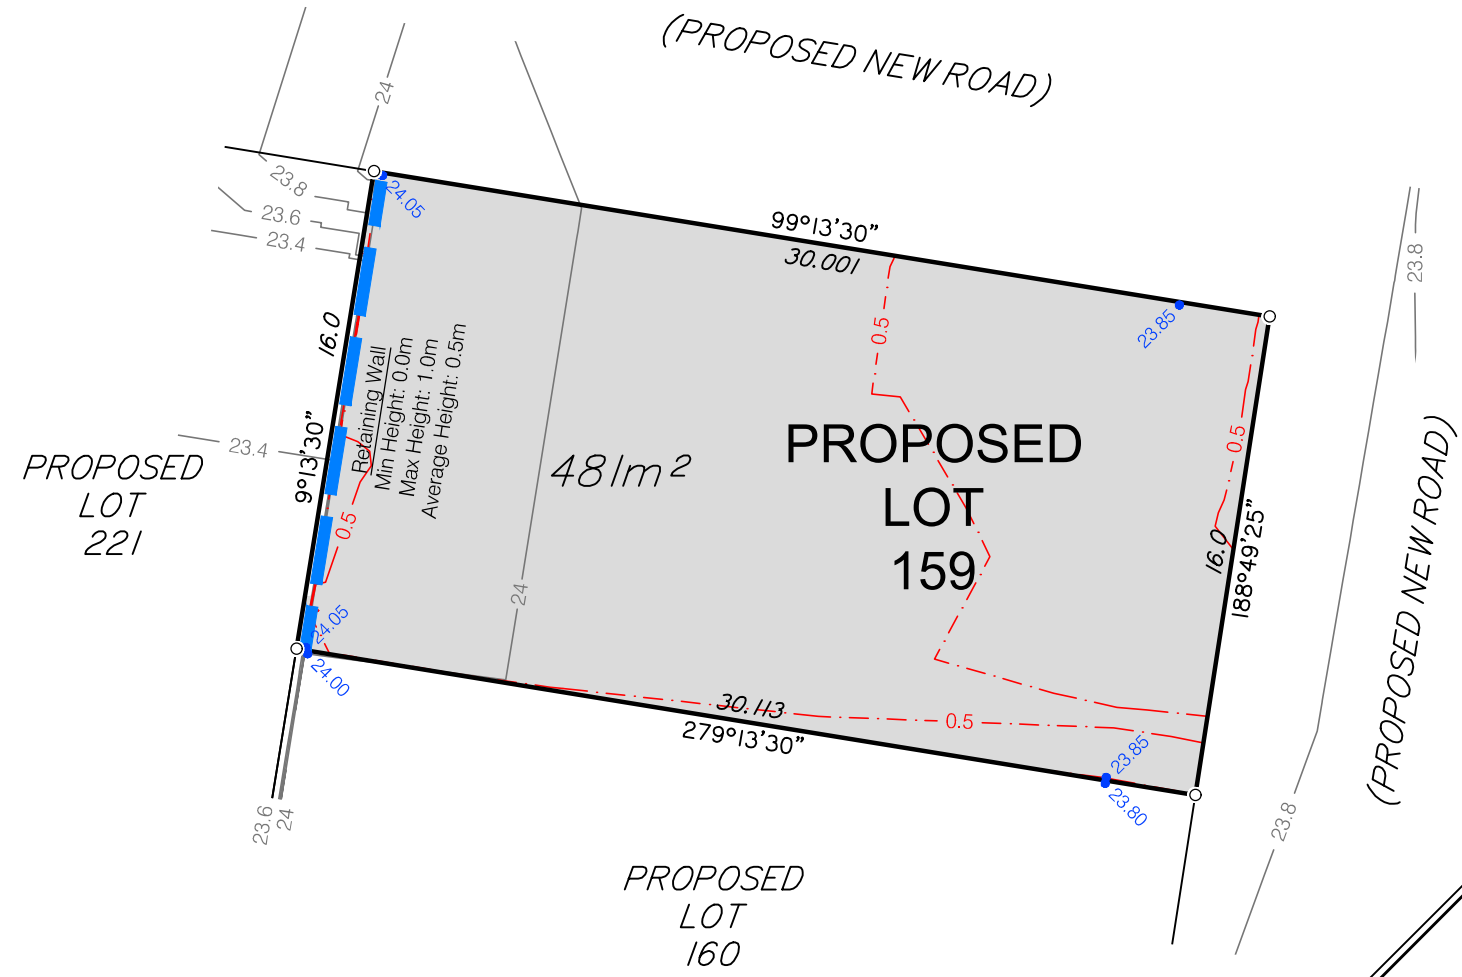 (PROPOSED NEW ROAD)
24
23.8
23.6
23.4
24.05
99°13'30"
30.001
23.85
23.8
0.5
16.0
9°13'30"
Retaining Wall
Min Height: 0.0m
Max Height: 1.0m
Average Height: 0.5m
23.4
PROPOSED
LOT
221
481m²
PROPOSED
LOT
159
0.5
0.5
16.0
188°49'25"
(PROPOSED NEW ROAD)
24
24.05
24.00
30.113
279°13'30"
0.5
23.85
23.80
23.6
24
23.8
PROPOSED
LOT
160